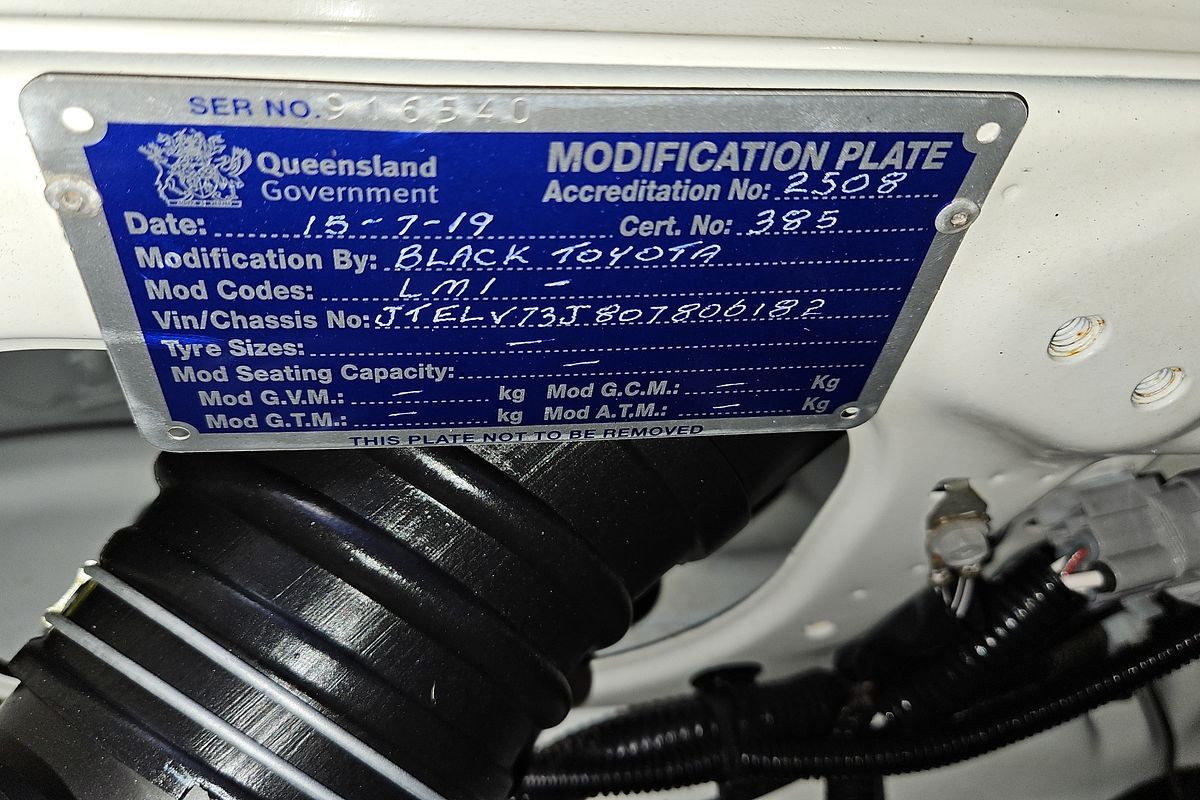 SER NO. 916540
Queensland Government
MODIFICATION PLATE
Accreditation No: 2508
Date: 15-7-19 Cert. No: 385
Modification By: BLACK TOYOTA
Mod Codes: LM1 -
Vin/Chassis No: JTELV73J807806182
Tyre Sizes: -
Mod Seating Capacity: -
Mod G.V.M.: - kg Mod G.C.M.: - Kg
Mod G.T.M.: - kg Mod A.T.M.: - Kg
THIS PLATE NOT TO BE REMOVED